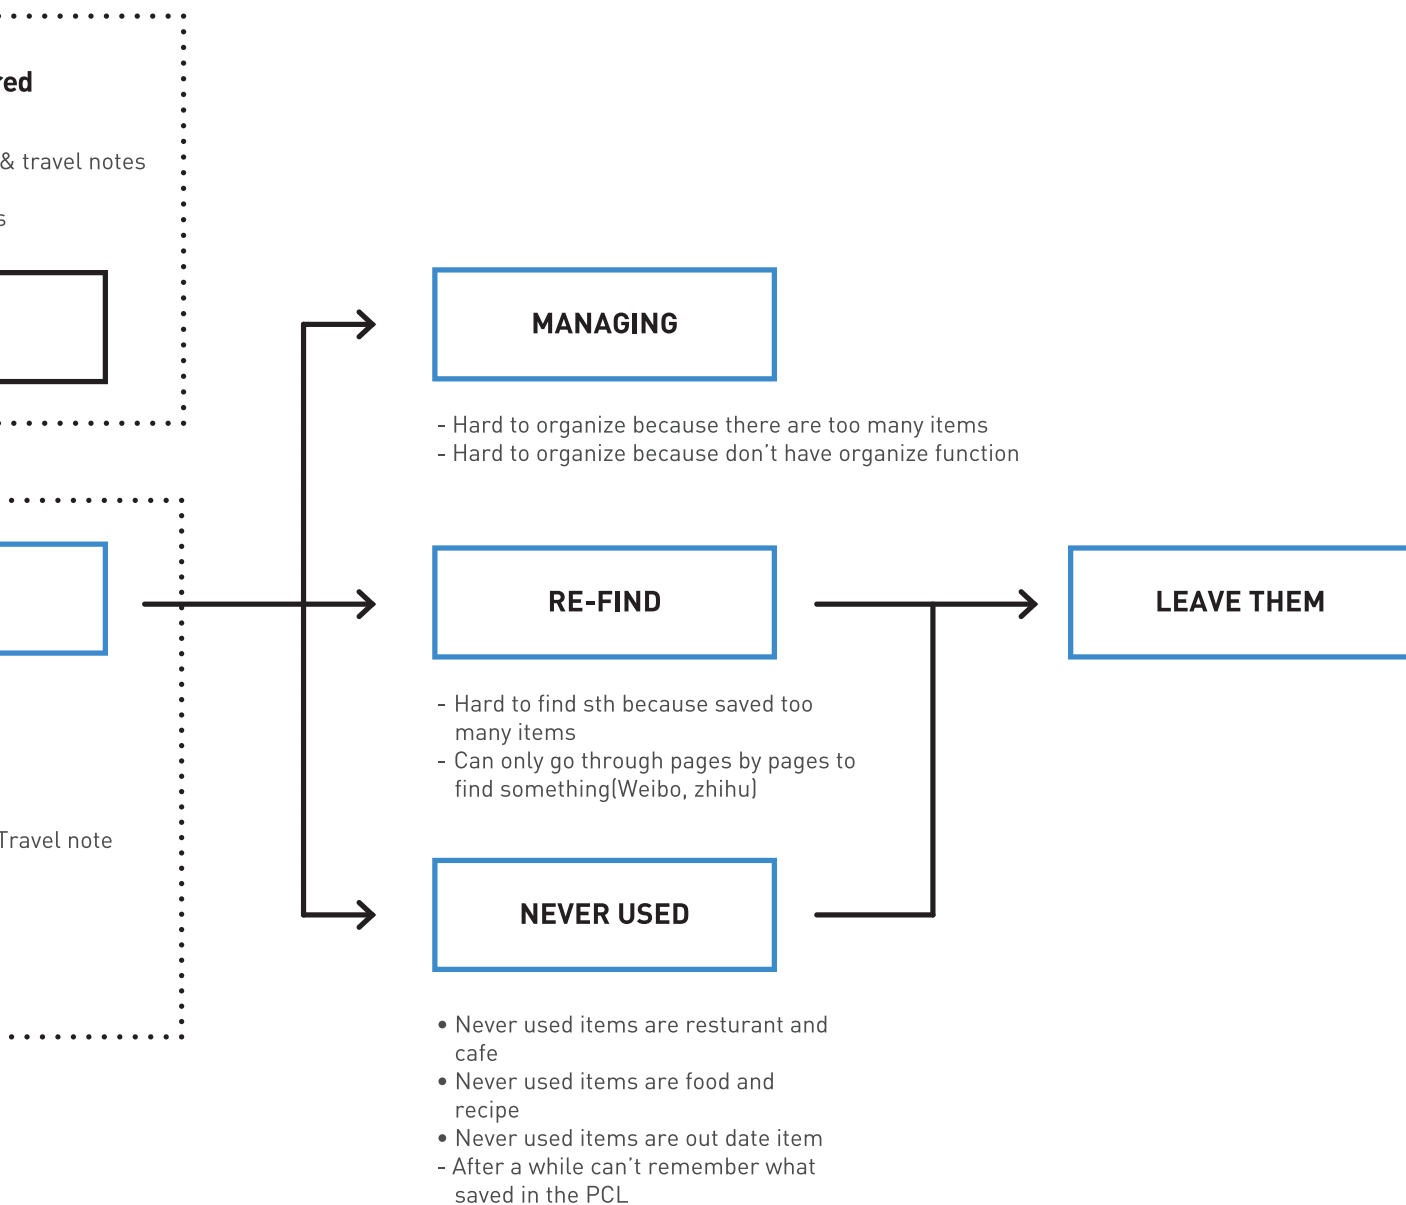 & travel notes
MANAGING
- Hard to organize because there are too many items
- Hard to organize because don't have organize function
RE-FIND
LEAVE THEM
- Hard to find sth because saved too
many items
- Can only go through pages by pages to
find something(Weibo, zhihu)
Travel note
NEVER USED
• Never used items are resturant and
cafe
• Never used items are food and
recipe
• Never used items are out date item
- After a while can't remember what
saved in the PCL